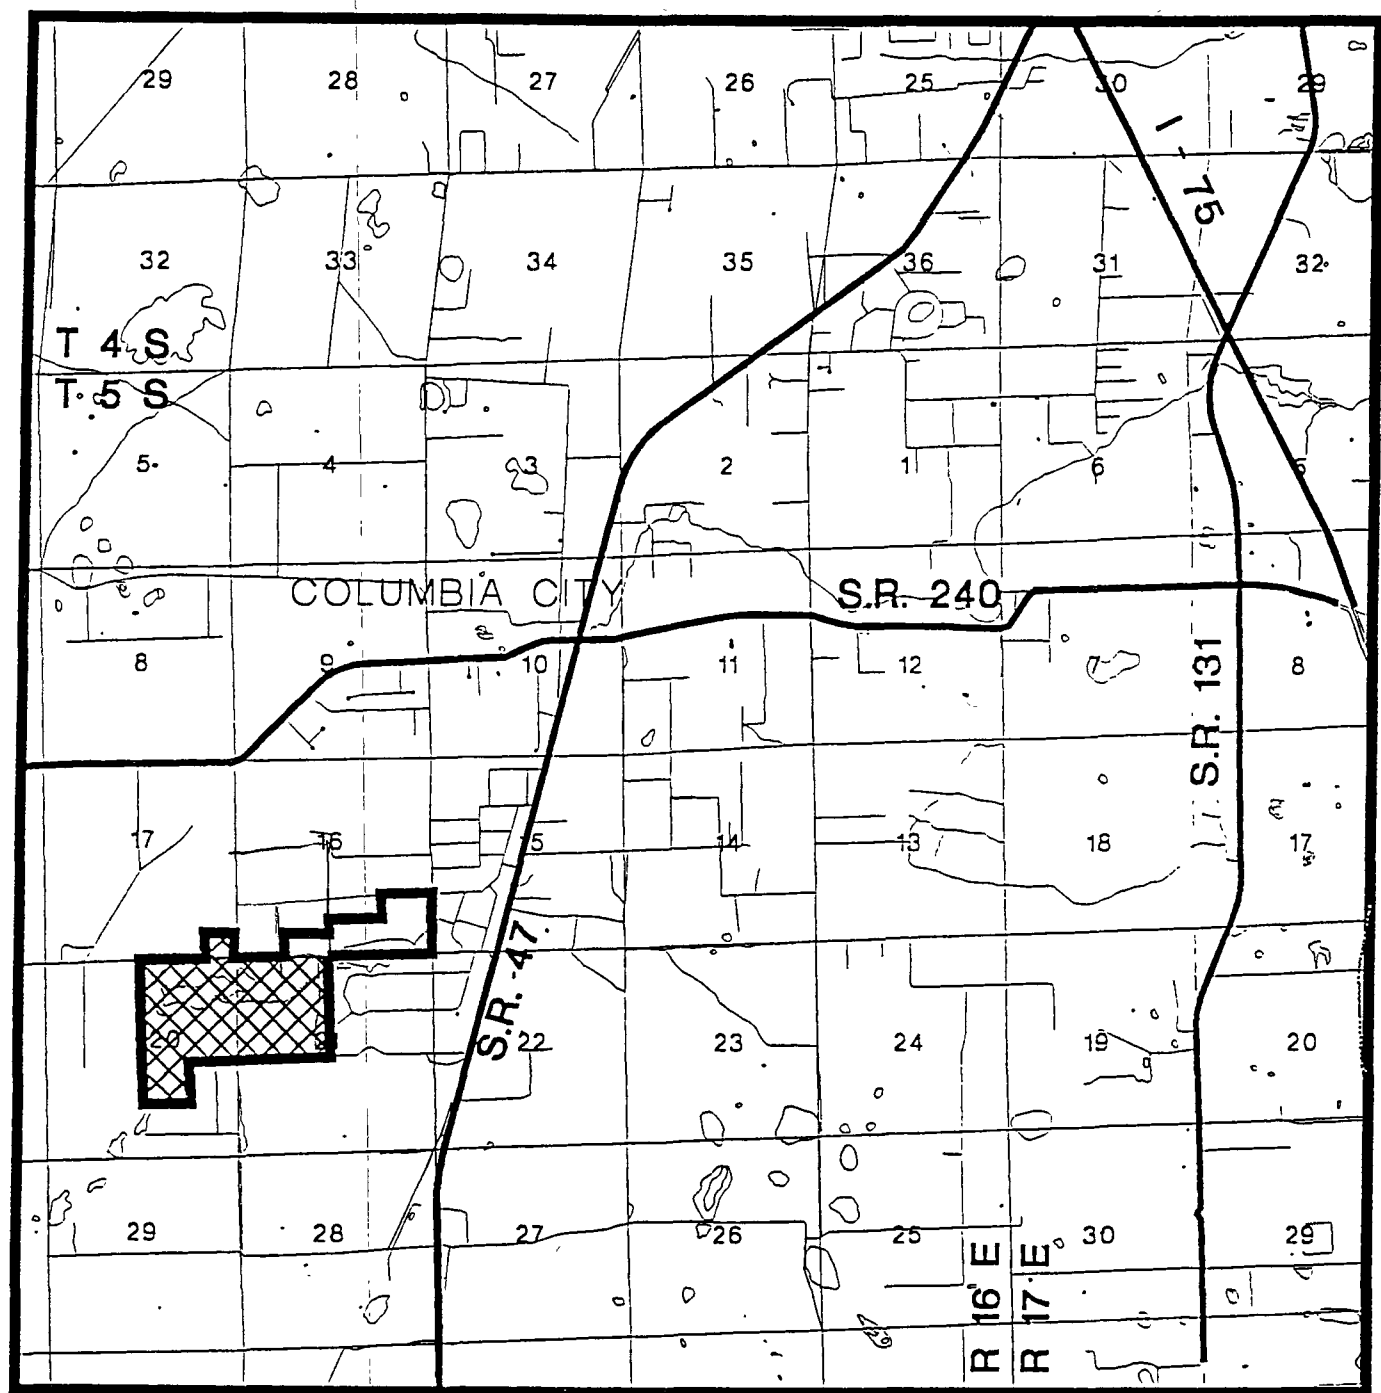 29 28 27 26 25 30 29
I - 75
32 33 34 35 36 31 32
T 4 S
T 5 S
5 4 3 2 1 6 5
COLUMBIA CITY S.R. 240
8 9 10 11 12 7 8
S.R. 131
17 16 15 14 13 18 17
S.R. 47
20 21 22 23 24 19 20
29 28 27 26 25 30 29
R 16 E
R 17 E